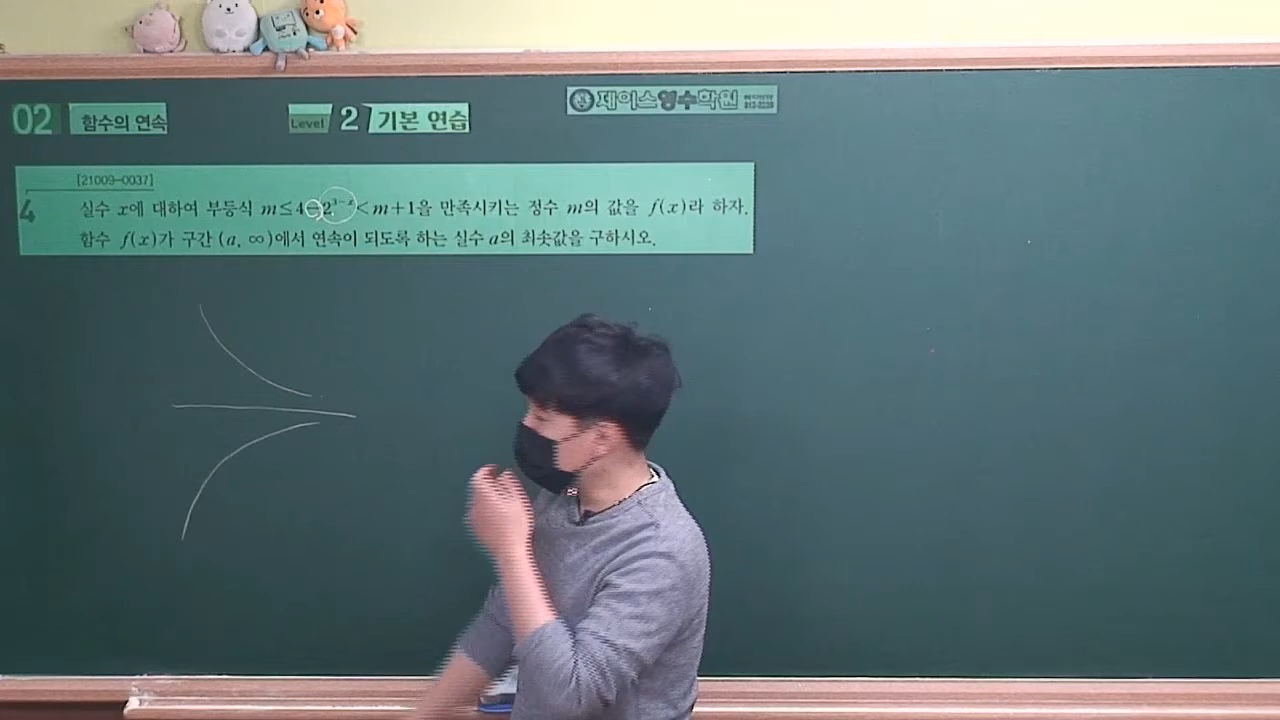 02 함수의 연속
Level 2 기본 연습
제이스영수학원
[21009-0037]
4 실수 x에 대하여 부등식 m≤4-2³⁻ˣ<m+1을 만족시키는 정수 m의 값을 f(x)라 하자.
함수 f(x)가 구간 (a, ∞)에서 연속이 되도록 하는 실수 a의 최솟값을 구하시오.